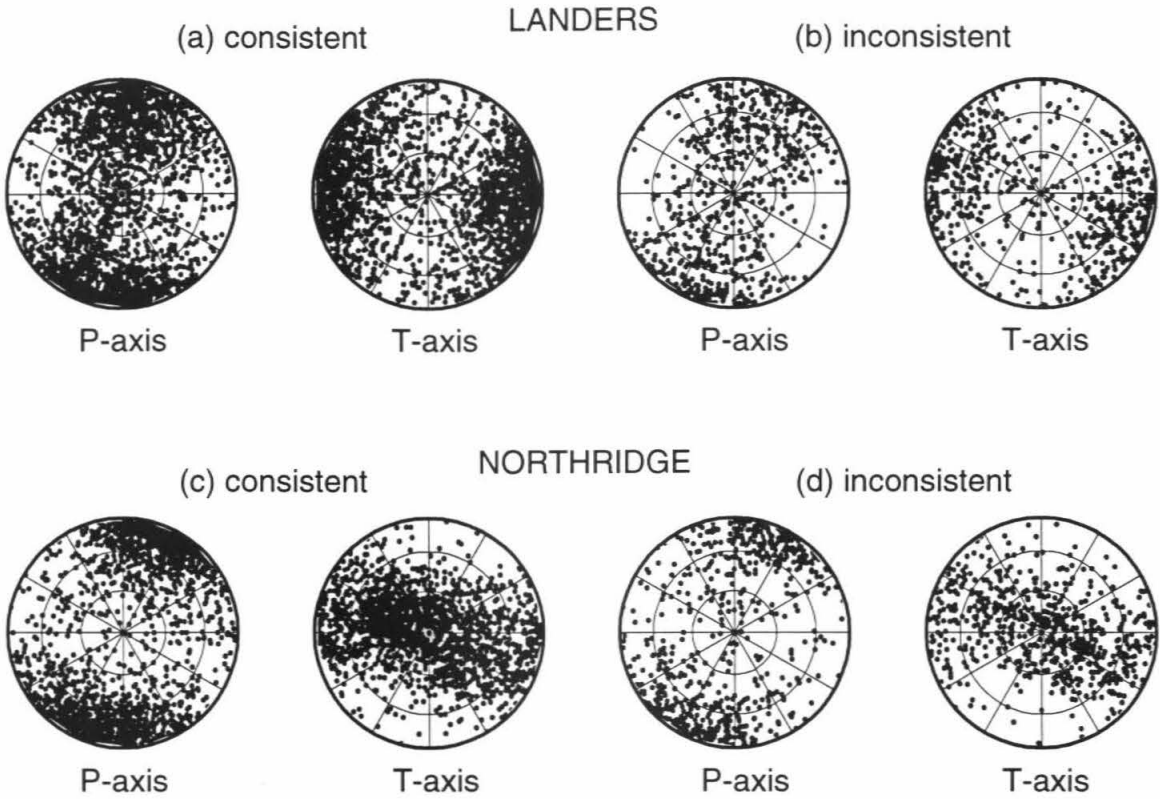 LANDERS
(a) consistent
(b) inconsistent
P-axis
T-axis
P-axis
T-axis
NORTHRIDGE
(c) consistent
(d) inconsistent
P-axis
T-axis
P-axis
T-axis